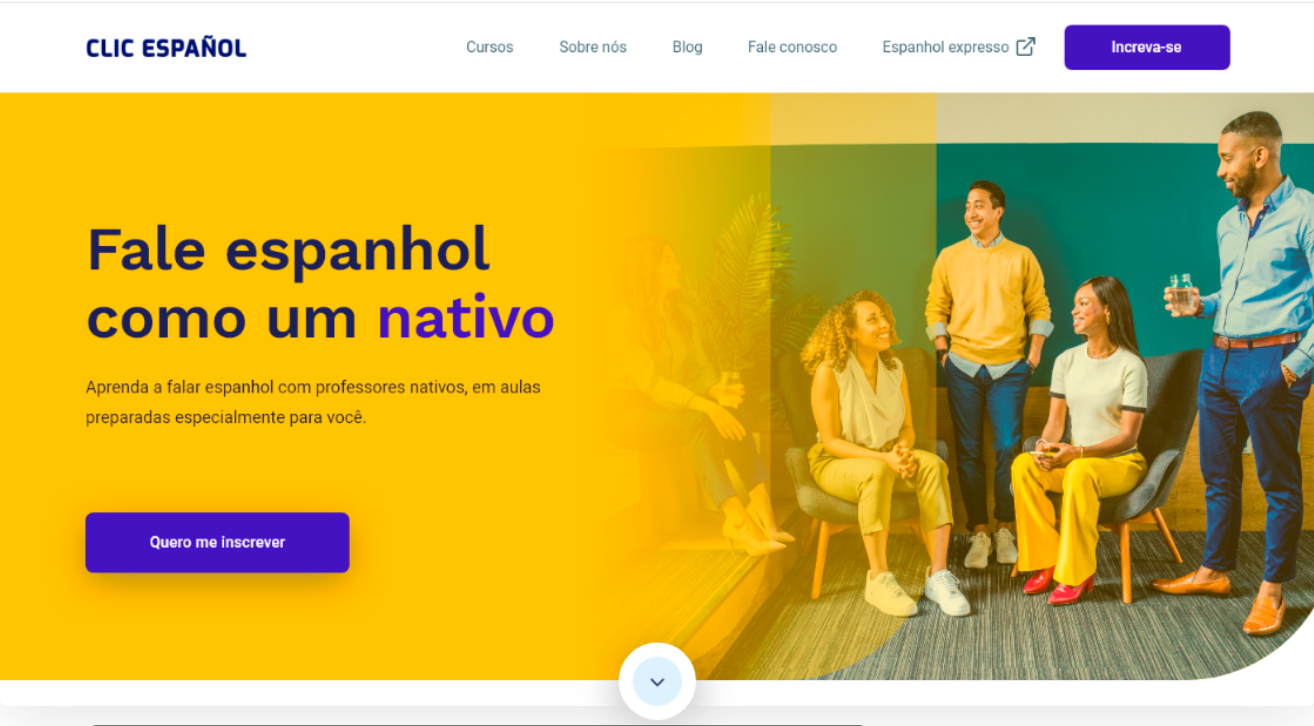 CLIC ESPAÑOL
Cursos
Sobre nós
Blog
Fale conosco
Espanhol expresso
Increva-se
Fale espanhol
como um nativo
Aprenda a falar espanhol com professores nativos, em aulas
preparadas especialmente para você.
Quero me inscrever